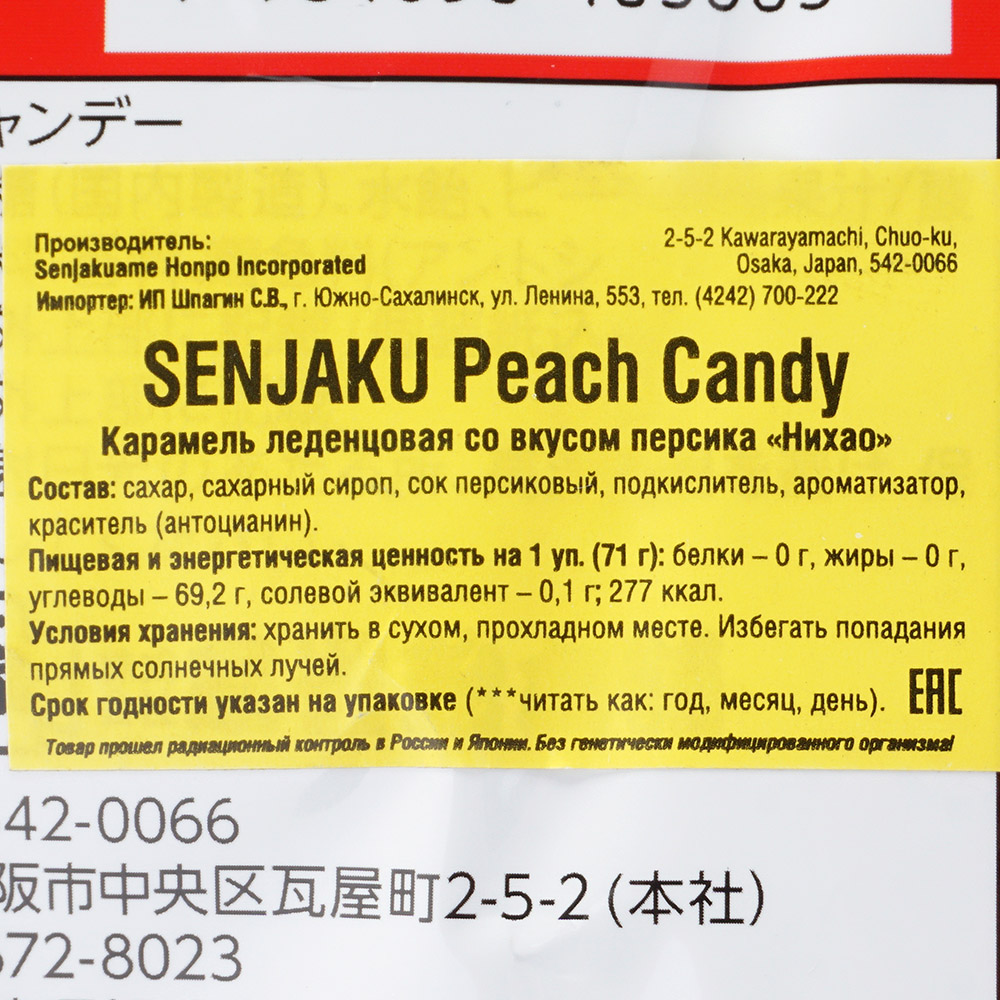 ンデー
Производитель:
Senjakuame Honpo Incorporated
2-5-2 Kawarayamachi, Chuo-ku,
Osaka, Japan, 542-0066
Импортер: ИП Шпагин С.В., г. Южно-Сахалинск, ул. Ленина, 553, тел. (4242) 700-222
SENJAKU Peach Candy
Карамель леденцовая со вкусом персика «Нихао»
Состав: сахар, сахарный сироп, сок персиковый, подкислитель, ароматизатор,
краситель (антоцианин).
Пищевая и энергетическая ценность на 1 уп. (71 г): белки – 0 г, жиры – 0 г,
углеводы – 69,2 г, солевой эквивалент – 0,1 г; 277 ккал.
Условия хранения: хранить в сухом, прохладном месте. Избегать попадания
прямых солнечных лучей.
Срок годности указан на упаковке (***читать как: год, месяц, день).
EAC
Товар прошел радиационный контроль в России и Японии. Без генетически модифицированного организма!
42-0066
阪市中央区瓦屋町2-5-2 (本社)
72-8023